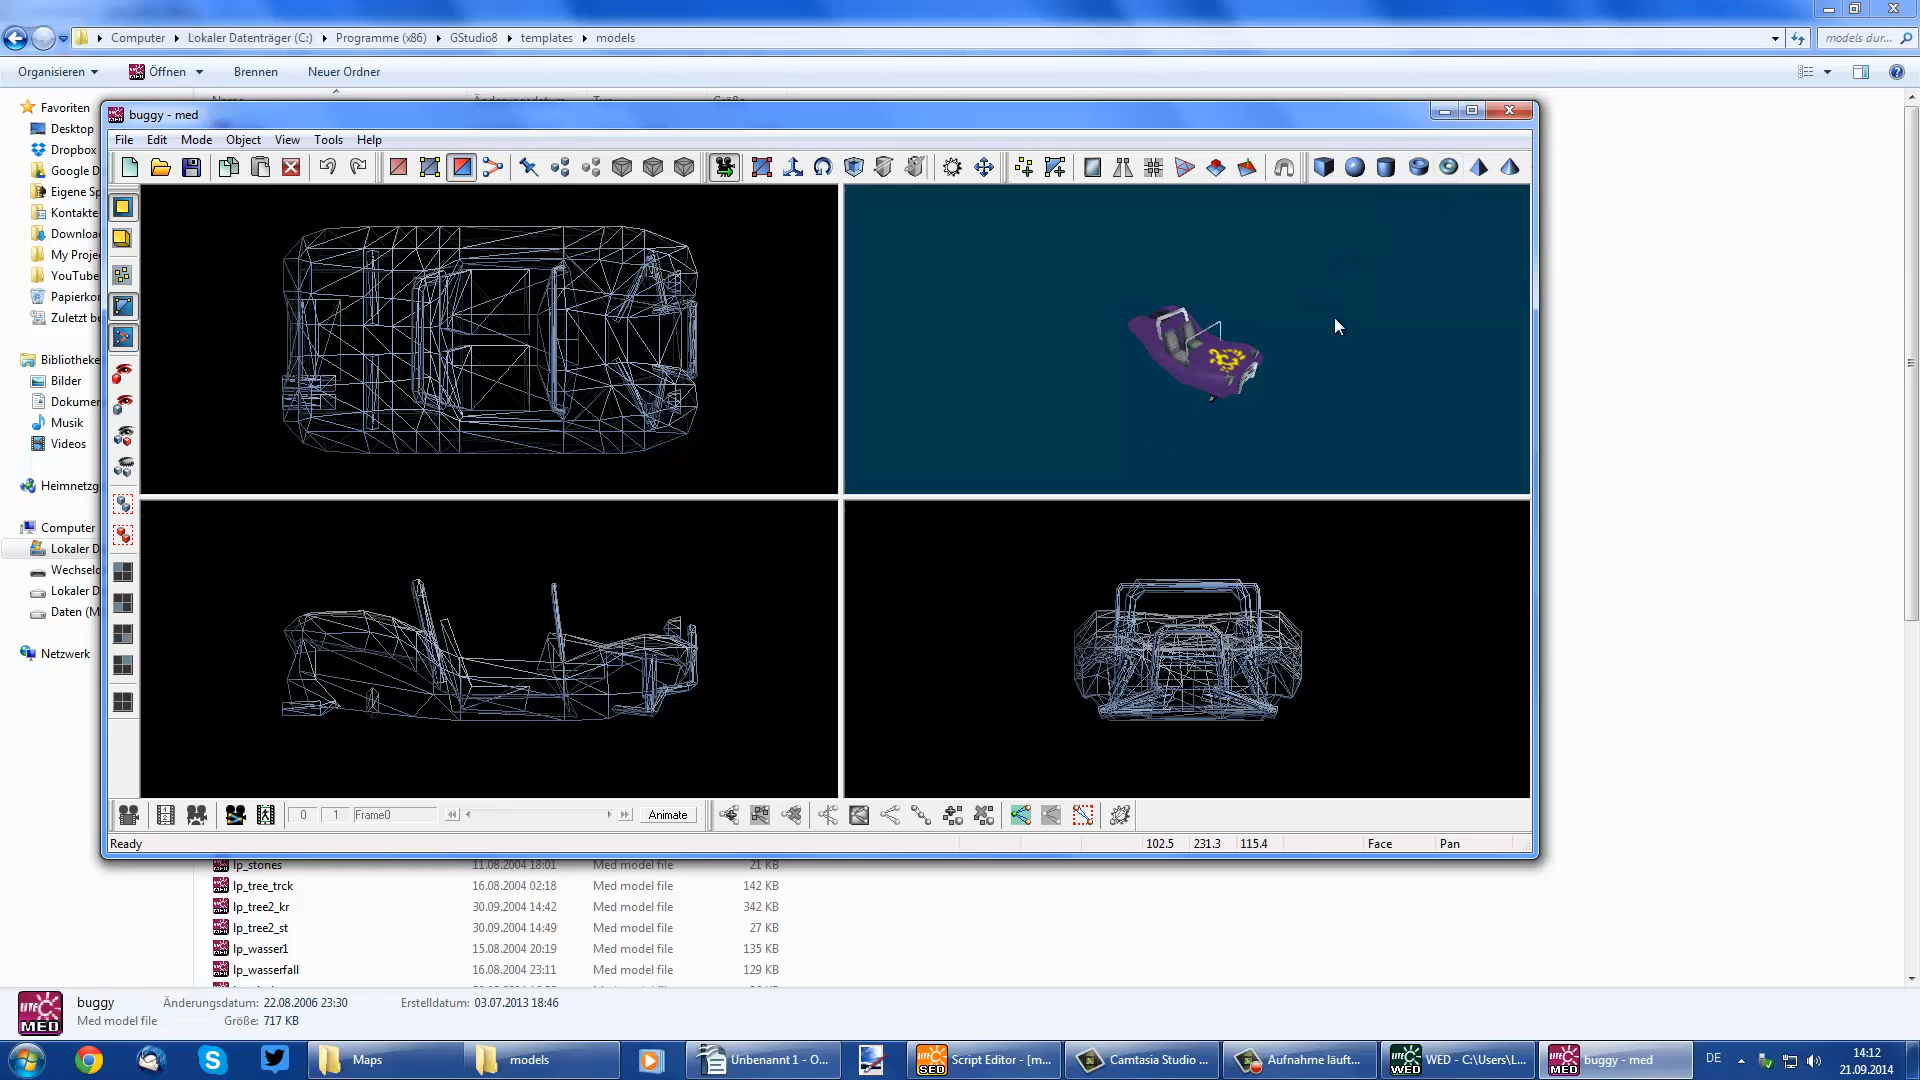 Computer Lokaler Datenträger (C:) Programme (x86) GStudio8 templates models
models dur...
Organisieren Öffnen Brennen Neuer Ordner
Favoriten
Desktop
Dropbox
Google D
Eigene Sp
Kontakte
Downloa
My Proje
YouTube
Papierkor
Zuletzt be
Bibliotheke
Bilder
Dokumer
Musik
Videos
Heimnetzg
Computer
Lokaler D
Wechselc
Lokaler D
Daten (M
Netzwerk
buggy - med
File Edit Mode Object View Tools Help
0 1 Frame0 Animate
Ready 102.5 231.3 115.4 Face Pan
lp_stones 11.08.2004 18:01 Med model file 21 KB
lp_tree_trck 16.08.2004 02:18 Med model file 142 KB
lp_tree2_kr 30.09.2004 14:42 Med model file 342 KB
lp_tree2_st 30.09.2004 14:49 Med model file 27 KB
lp_wasser1 15.08.2004 20:19 Med model file 135 KB
lp_wasserfall 16.08.2004 23:11 Med model file 129 KB
MED
buggy Änderungsdatum: 22.08.2006 23:30 Erstelldatum: 03.07.2013 18:46
Med model file Größe: 717 KB
Maps models Unbenannt 1 - O... SED Script Editor - [m... Camtasia Studio ... Aufnahme läuft... WED WED - C:\Users\L... MED buggy - med DE
14:12
21.09.2014